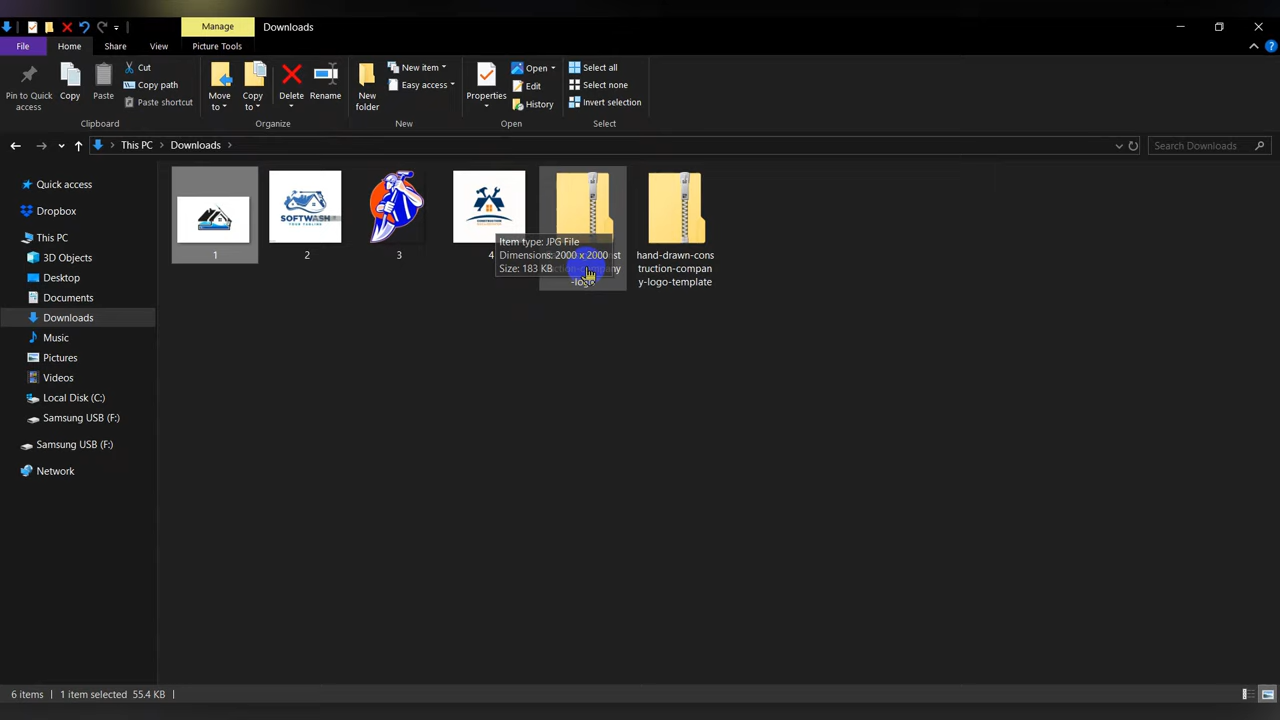 Manage
Downloads
File
Home
Share
View
Picture Tools
Pin to Quick
access
Copy
Paste
Cut
Copy path
Paste shortcut
Clipboard
Move
to
Copy
to
Delete
Rename
Organize
New
folder
New item
Easy access
New
Properties
Open
Edit
History
Open
Select all
Select none
Invert selection
Select
This PC
Downloads
Search Downloads
Quick access
Dropbox
This PC
3D Objects
Desktop
Documents
Downloads
Music
Pictures
Videos
Local Disk (C:)
Samsung USB (F:)
Samsung USB (F:)
Network
1
SOFTWASH
YOUR TAGLINE
2
3
CONSTRUCTION
4
Item type: JPG File
Dimensions: 2000 x 2000
Size: 183 KB
hand-drawn-cons
truction-compan
y-logo-template
6 items
1 item selected 55.4 KB